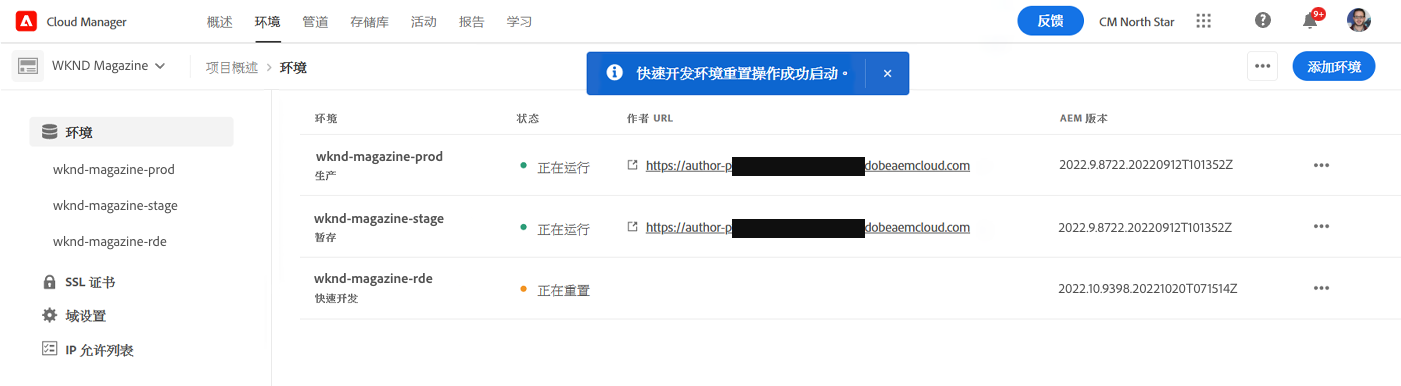 Cloud Manager 概述 环境 管道 存储库 活动 报告 学习 反馈 CM North Star 9+
WKND Magazine 项目概述 环境 快速开发环境重置操作成功启动。 添加环境
环境 状态 作者 URL AEM 版本
环境
wknd-magazine-prod 正在运行 https://author-p dobeaemcloud.com 2022.9.8722.20220912T101352Z
生产
wknd-magazine-prod
wknd-magazine-stage
wknd-magazine-stage 正在运行 https://author-p dobeaemcloud.com 2022.9.8722.20220912T101352Z
暂存
wknd-magazine-rde
wknd-magazine-rde 正在重置 2022.10.9398.20221020T071514Z
快速开发
SSL 证书
域设置
IP 允许列表